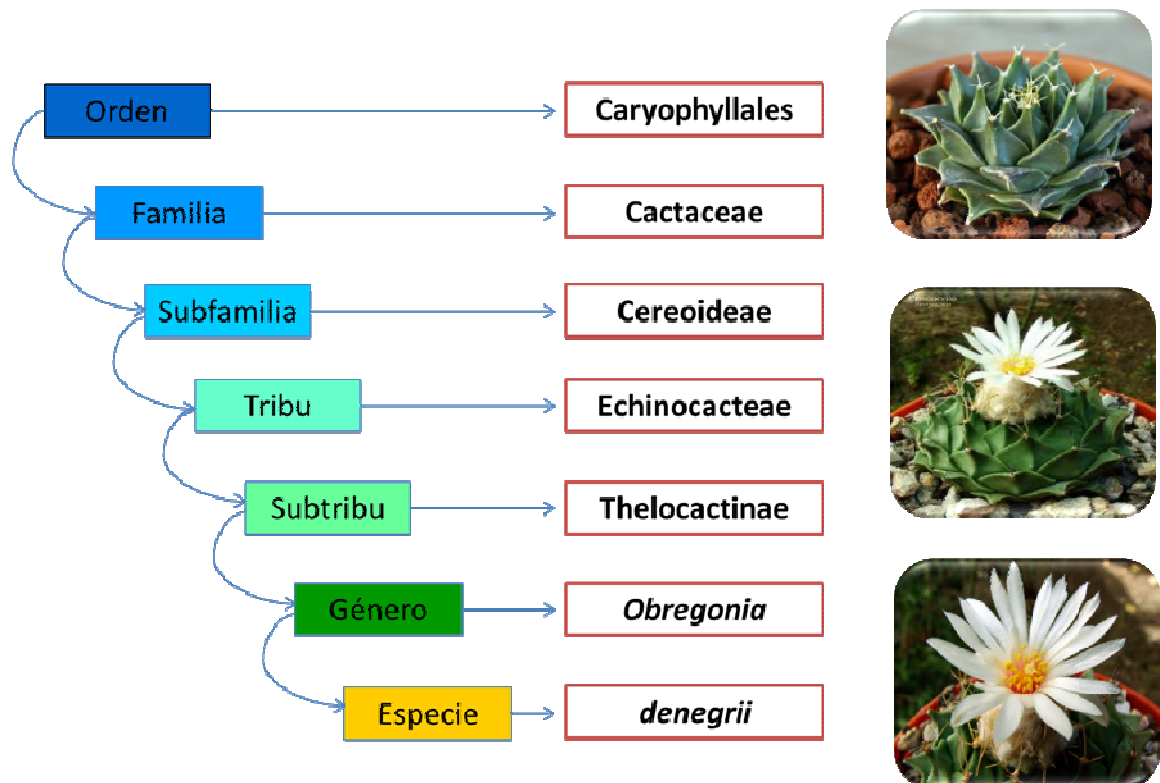 Orden
Caryophyllales
Familia
Cactaceae
Subfamilia
Cereoideae
Tribu
Echinocacteae
Subtribu
Thelocactinae
Género
Obregonia
Especie
denegrii